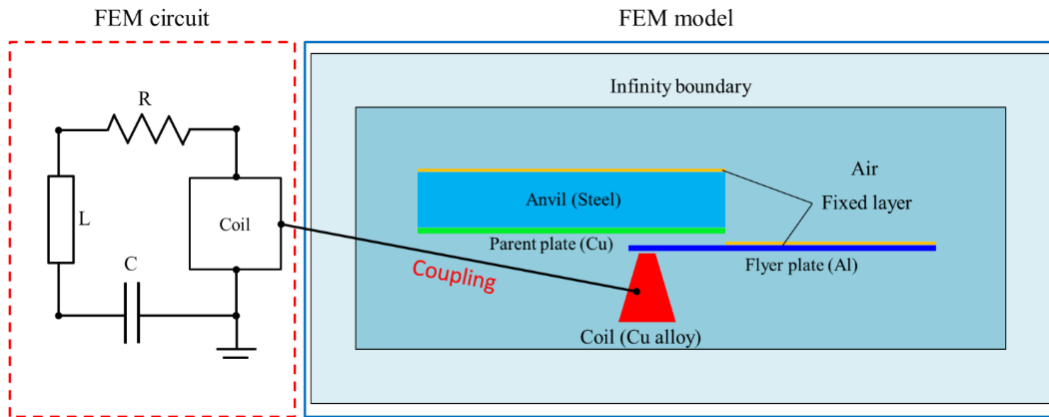 FEM circuit
FEM model
R
L
C
Coil
Infinity boundary
Air
Fixed layer
Anvil (Steel)
Parent plate (Cu)
Flyer plate (Al)
Coupling
Coil (Cu alloy)